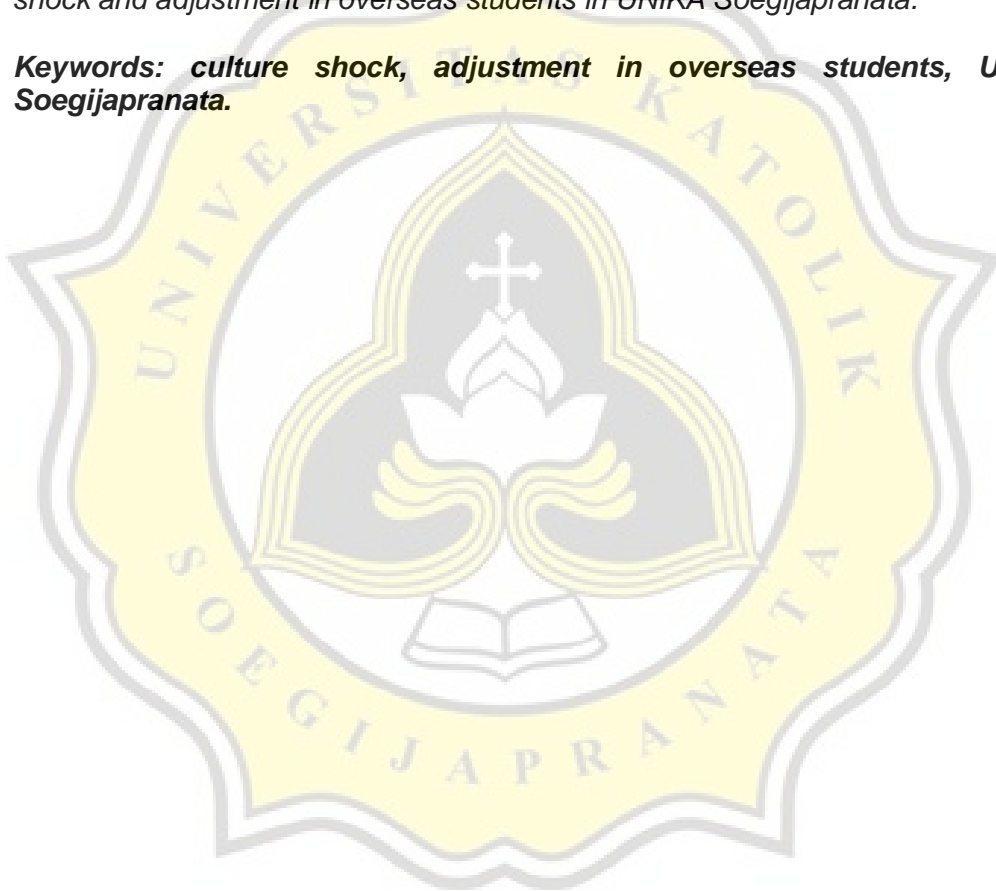 shock and adjustment in overseas students in UNIKA Soegijapranata.
Keywords: culture shock, adjustment in overseas students, U
Soegijapranata.
UNIVERSITAS KATOLIK
SOEGIJAPRANATA